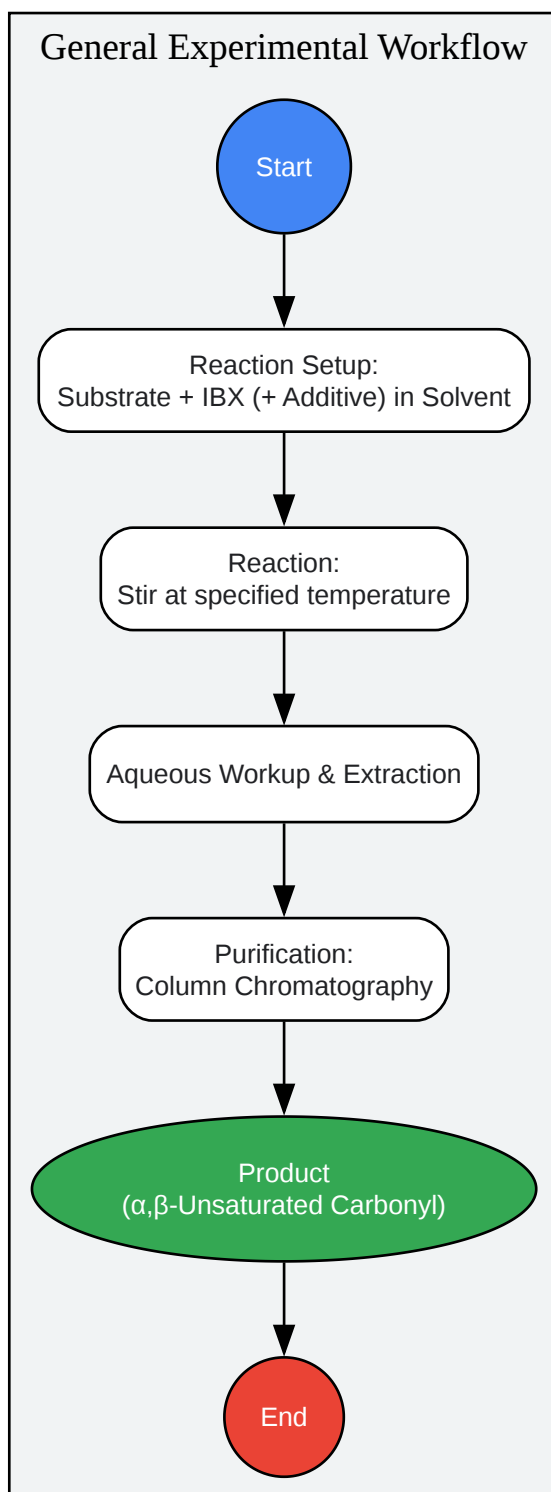 General Experimental Workflow
Start
Reaction Setup:
Substrate + IBX (+ Additive) in Solvent
Reaction:
Stir at specified temperature
Aqueous Workup & Extraction
Purification:
Column Chromatography
Product
(α,β-Unsaturated Carbonyl)
End